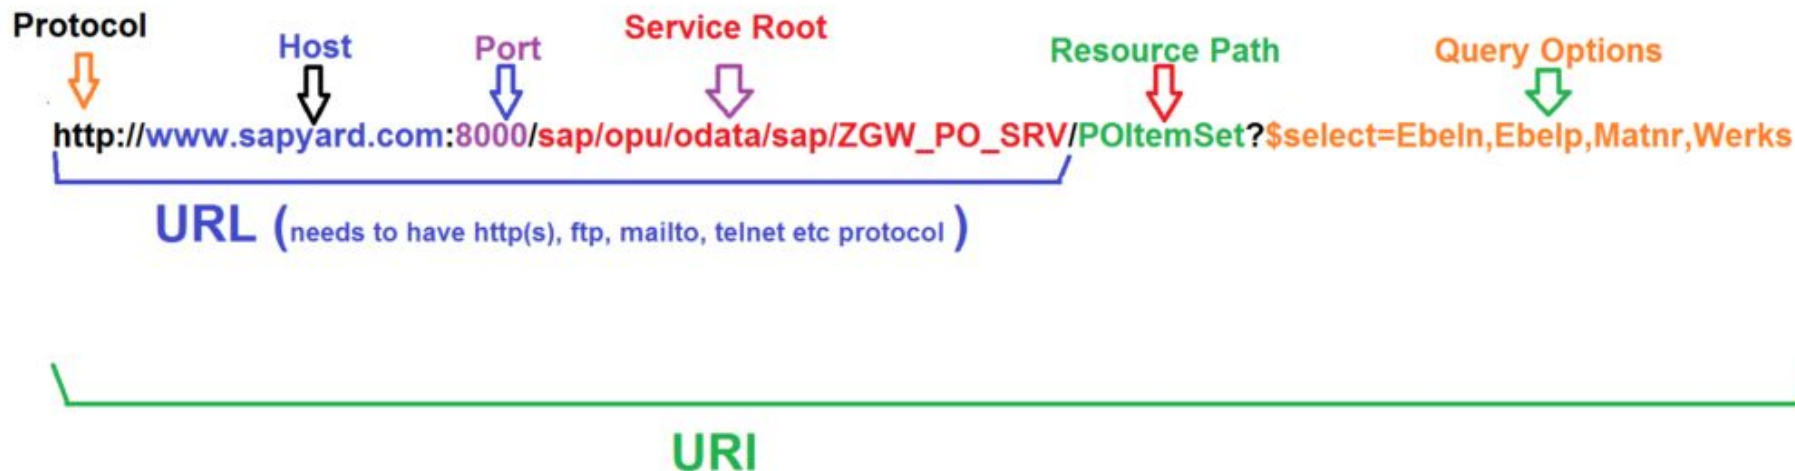 Protocol
Host
Port
Service Root
Resource Path
Query Options
http://www.sapyard.com:8000/sap/opu/odata/sap/ZGW_PO_SRV/POItemSet?$select=Ebeln,Ebelp,Matnr,Werks
URL (needs to have http(s), ftp, mailto, telnet etc protocol )
URI